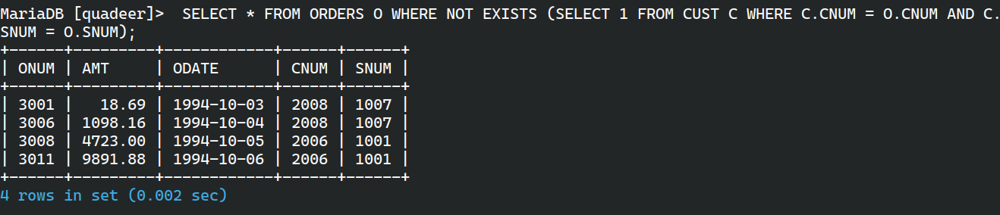 MariaDB [quadeer]>  SELECT * FROM ORDERS O WHERE NOT EXISTS (SELECT 1 FROM CUST C WHERE C.CNUM = O.CNUM AND C.
SNUM = O.SNUM);
+------+---------+------------+------+------+
| ONUM | AMT     | ODATE      | CNUM | SNUM |
+------+---------+------------+------+------+
| 3001 |   18.69 | 1994-10-03 | 2008 | 1007 |
| 3006 | 1098.16 | 1994-10-04 | 2008 | 1007 |
| 3008 | 4723.00 | 1994-10-05 | 2006 | 1001 |
| 3011 | 9891.88 | 1994-10-06 | 2006 | 1001 |
+------+---------+------------+------+------+
4 rows in set (0.002 sec)